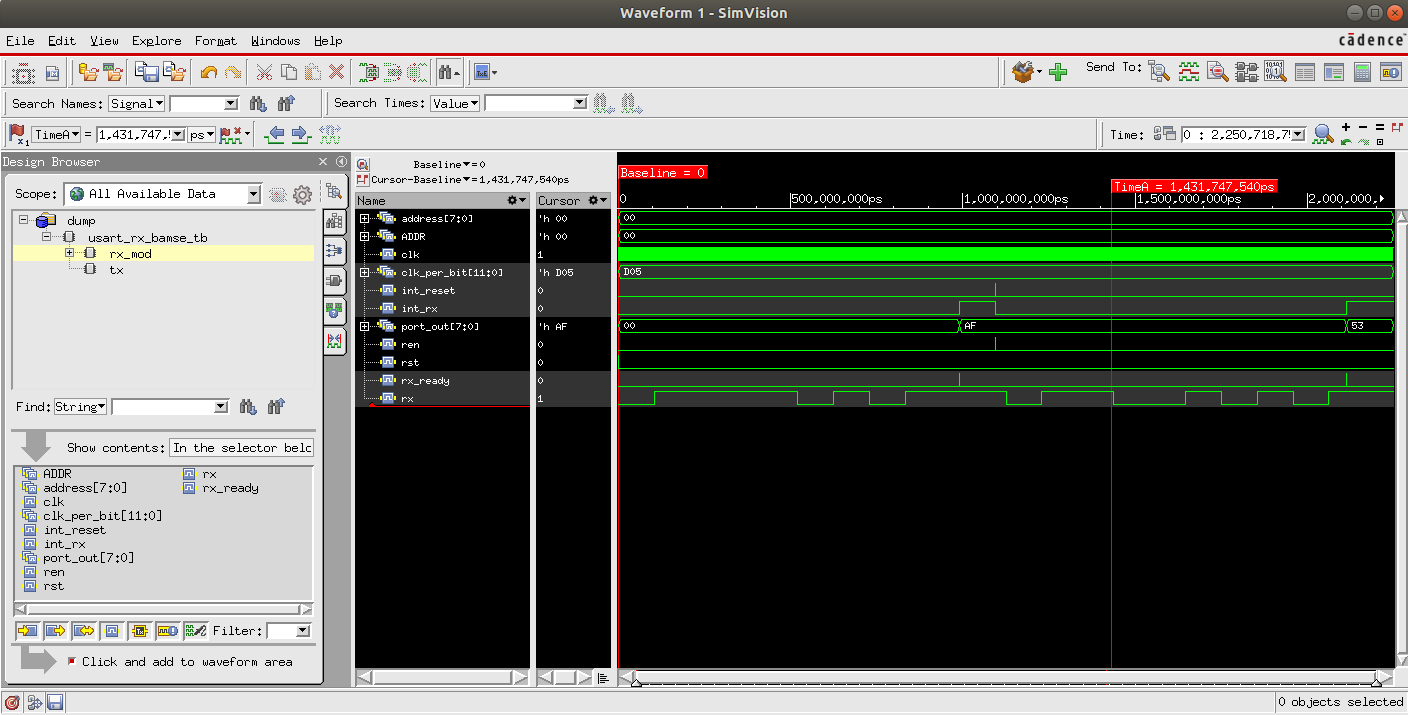 Waveform 1 - SimVision
File Edit View Explore Format Windows Help
cādence
Send To:
Search Names: Signal
Search Times: Value
x1 TimeA = 1,431,747, ps
Time: 0 : 2,250,718,7
Design Browser
Scope: All Available Data
dump
usart_rx_bamse_tb
rx_mod
tx
Find: String
Show contents: In the selector belc
ADDR
address[7:0]
clk
clk_per_bit[11:0]
int_reset
int_rx
port_out[7:0]
ren
rst
rx
rx_ready
Filter:
Click and add to waveform area
Baseline = 0
Cursor-Baseline = 1,431,747,540ps
Name Cursor
address[7:0] 'h 00
ADDR 'h 00
clk 1
clk_per_bit[11:0] 'h D05
int_reset 0
int_rx 0
port_out[7:0] 'h AF
ren 0
rst 0
rx_ready 0
rx 1
Baseline = 0
TimeA = 1,431,747,540ps
0 500,000,000ps 1,000,000,000ps 1,500,000,000ps 2,000,000,
00
00
D05
00 AF 53
0 objects selected